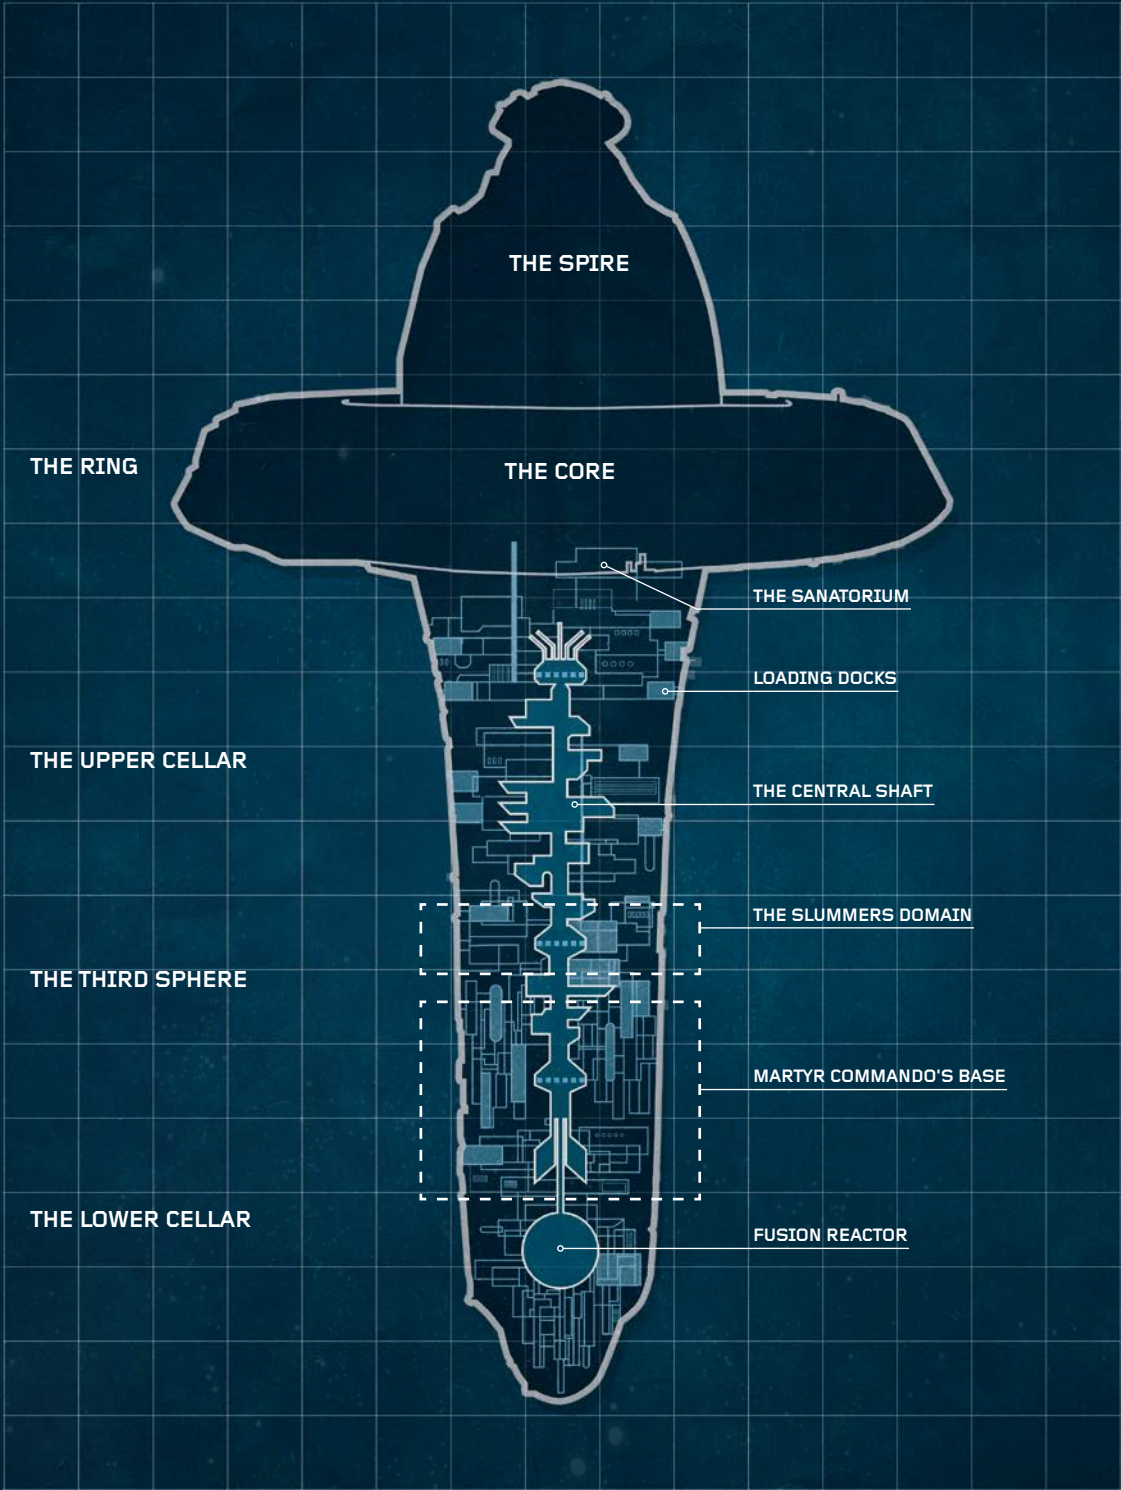 THE SPIRE
THE RING
THE CORE
THE SANATORIUM
LOADING DOCKS
THE UPPER CELLAR
THE CENTRAL SHAFT
THE SLUMMERS DOMAIN
THE THIRD SPHERE
MARTYR COMMANDO'S BASE
THE LOWER CELLAR
FUSION REACTOR